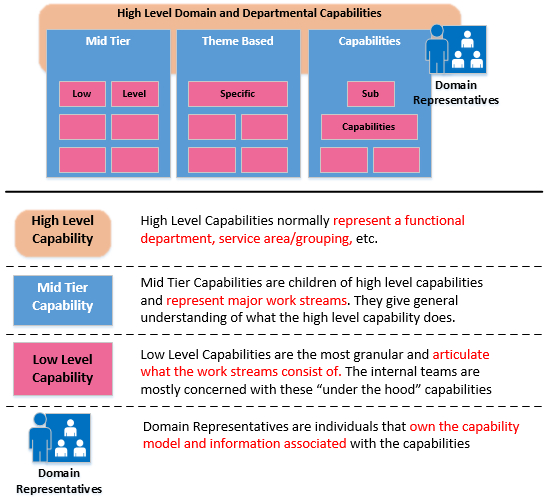 High Level Domain and Departmental Capabilities
Mid Tier
Theme Based
Capabilities
Low
Level
Specific
Sub
Capabilities
Domain
Representatives
High Level
Capability
High Level Capabilities normally represent a functional
department, service area/grouping, etc.
Mid Tier
Capability
Mid Tier Capabilities are children of high level capabilities
and represent major work streams. They give general
understanding of what the high level capability does.
Low Level
Capability
Low Level Capabilities are the most granular and articulate
what the work streams consist of. The internal teams are
mostly concerned with these “under the hood” capabilities
Domain
Representatives
Domain Representatives are individuals that own the capability
model and information associated with the capabilities